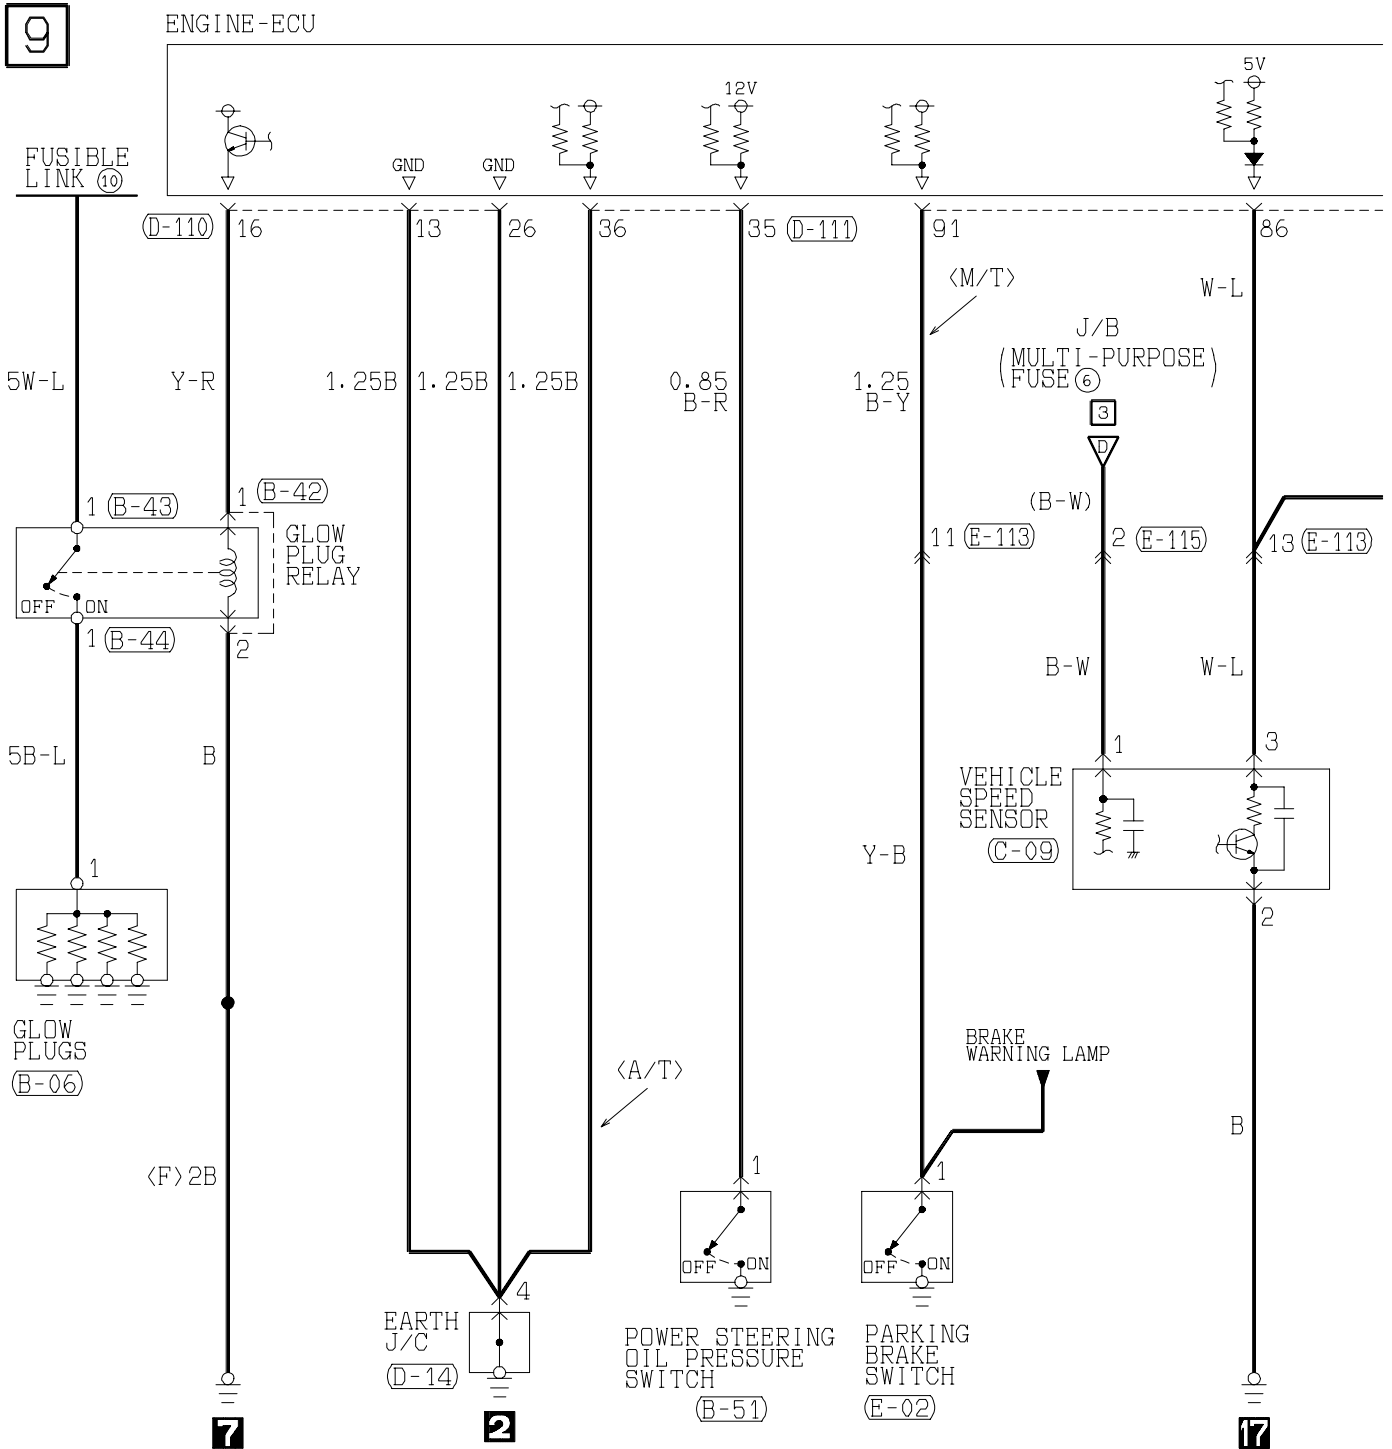 9
ENGINE-ECU
5V
12V
FUSIBLE
LINK 10
GND
GND
(D-110)
16
13
26
36
35
(D-111)
91
86
<M/T>
W-L
J/B
(MULTI-PURPOSE
FUSE 6)
3
D
5W-L
Y-R
1.25B
1.25B
1.25B
0.85
B-R
1.25
B-Y
(B-W)
1
(B-43)
1
(B-42)
GLOW
PLUG
RELAY
OFF
ON
11
(E-113)
2
(E-115)
13
(E-113)
1
(B-44)
2
B-W
W-L
5B-L
B
1
3
VEHICLE
SPEED
SENSOR
(C-09)
Y-B
1
2
GLOW
PLUGS
(B-06)
BRAKE
WARNING LAMP
<A/T>
B
<F>2B
1
1
OFF
ON
OFF
ON
4
EARTH
J/C
(D-14)
POWER STEERING
OIL PRESSURE
SWITCH
(B-51)
PARKING
BRAKE
SWITCH
(E-02)
7
2
17